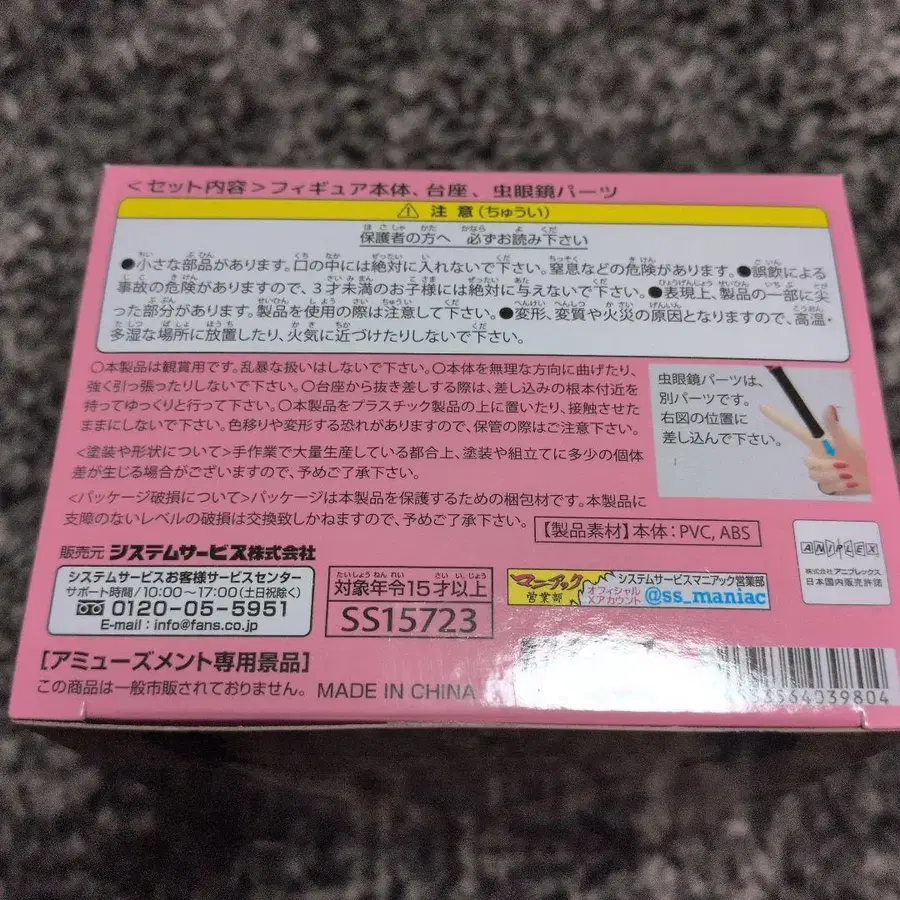 ＜セット内容＞フィギュア本体、台座、虫眼鏡パーツ
⚠ 注 意(ちゅうい)
保護者の方へ 必ずお読み下さい
●小さな部品があります。口の中には絶対に入れないで下さい。窒息などの危険があります。●誤飲による
事故の危険がありますので、3才未満のお子様には絶対に与えないで下さい。●表現上、製品の一部に尖
った部分があります。製品を使用の際は注意して下さい。●変形、変質や火災の原因となりますので、高温・
多湿な場所に放置したり、火気に近づけたりしないで下さい。
〇本製品は観賞用です。乱暴な扱いはしないで下さい。〇本体を無理な方向に曲げたり、
強く引っ張ったりしないで下さい。〇台座から抜き差しする際は、差し込みの根本付近を
持ってゆっくりと行って下さい。〇本製品をプラスチック製品の上に置いたり、接触させた
ままにしないで下さい。色移りや変形する恐れがありますので、保管の際はご注意下さい。
＜塗装や形状について＞手作業で大量生産している都合上、塗装や組立てに多少の個体
差が生じる場合がございますので、予めご了承下さい。
＜パッケージ破損について＞パッケージは本製品を保護するための梱包材です。本製品に
支障のないレベルの破損は交換致しかねますので、予めご了承下さい。
虫眼鏡パーツは、
別パーツです。
右図の位置に
差し込んで下さい。
【製品素材】本体：PVC, ABS
販売元 システムサービス株式会社
システムサービスお客様サービスセンター
サポート時間／10:00～17:00(土日祝除く)
0120-05-5951
E-mail : info@fans.co.jp
たいしょうねんれい さい いじょう
対象年令15才以上
SS15723
マニアック
営業部
オフィシャル
Xアカウント
システムサービスマニアック営業部
@ss_maniac
ANIPLEX
株式会社アニプレックス
日本国内販売許諾
[アミューズメント専用景品]
この商品は一般市販されておりません。 MADE IN CHINA
64039804